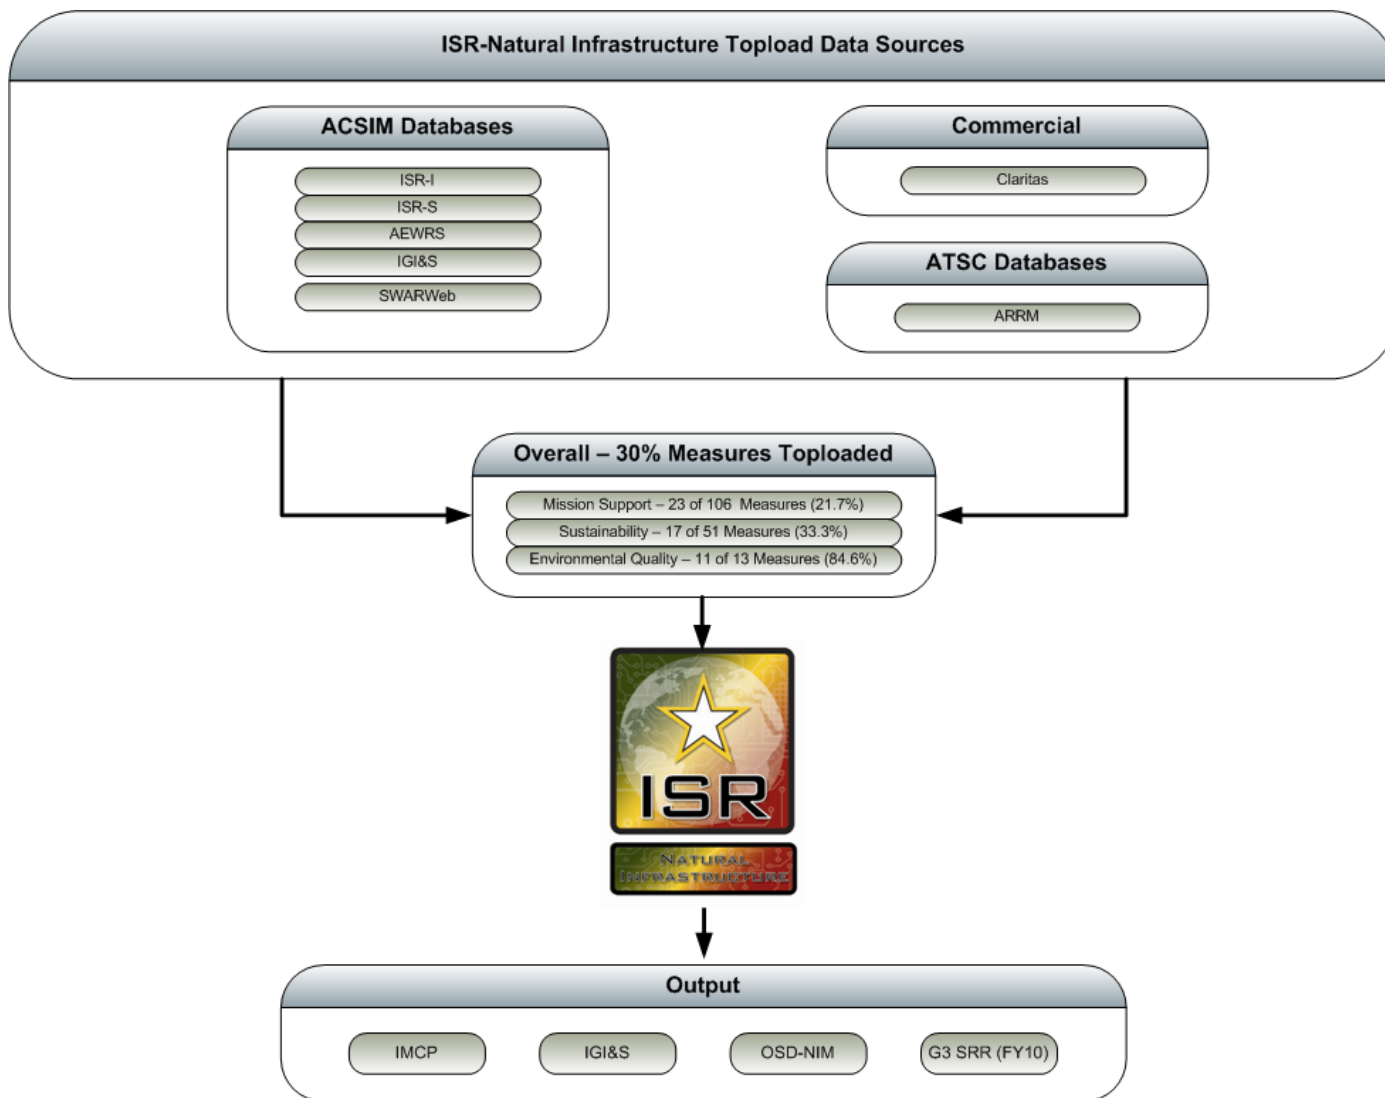 ISR-Natural Infrastructure Topload Data Sources
ACSIM Databases
ISR-I
ISR-S
AEWRS
IGI&S
SWARWeb
Commercial
Claritas
ATSC Databases
ARRM
Overall – 30% Measures Toploaded
Mission Support – 23 of 106 Measures (21.7%)
Sustainability – 17 of 51 Measures (33.3%)
Environmental Quality – 11 of 13 Measures (84.6%)
ISR
NATURAL
INFRASTRUCTURE
Output
IMCP
IGI&S
OSD-NIM
G3 SRR (FY10)